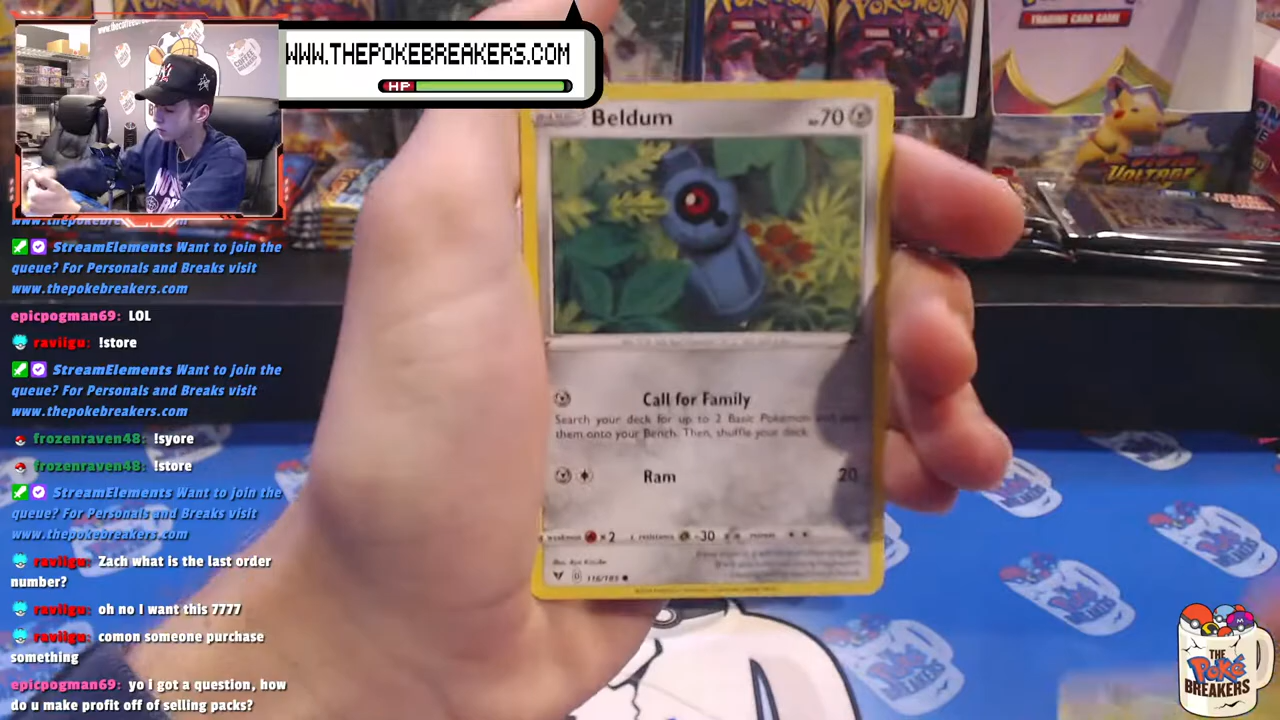 WWW.THEPOKEBREAKERS.COM
HP
POKÉMON
POKÉMON
TRADING CARD GAME
VIVID
VOLTAGE
Beldum
70
Call for Family
Search your deck for up to 2 Basic Pokémon and put
them onto your Bench. Then, shuffle your deck.
Ram 20
weakness ×2 resistance -30
116/185
www.thepokebreakers.com
StreamElements Want to join the
queue? For Personals and Breaks visit
www.thepokebreakers.com
epicpogman69: LOL
raviigu: !store
StreamElements Want to join the
queue? For Personals and Breaks visit
www.thepokebreakers.com
frozenraven48: !syore
frozenraven48: !store
StreamElements Want to join the
queue? For Personals and Breaks visit
www.thepokebreakers.com
raviigu: Zach what is the last order
number?
raviigu: oh no I want this 7777
raviigu: comon someone purchase
something
epicpogman69: yo i got a question, how
do u make profit off of selling packs?
THE
Poké
BREAKERS